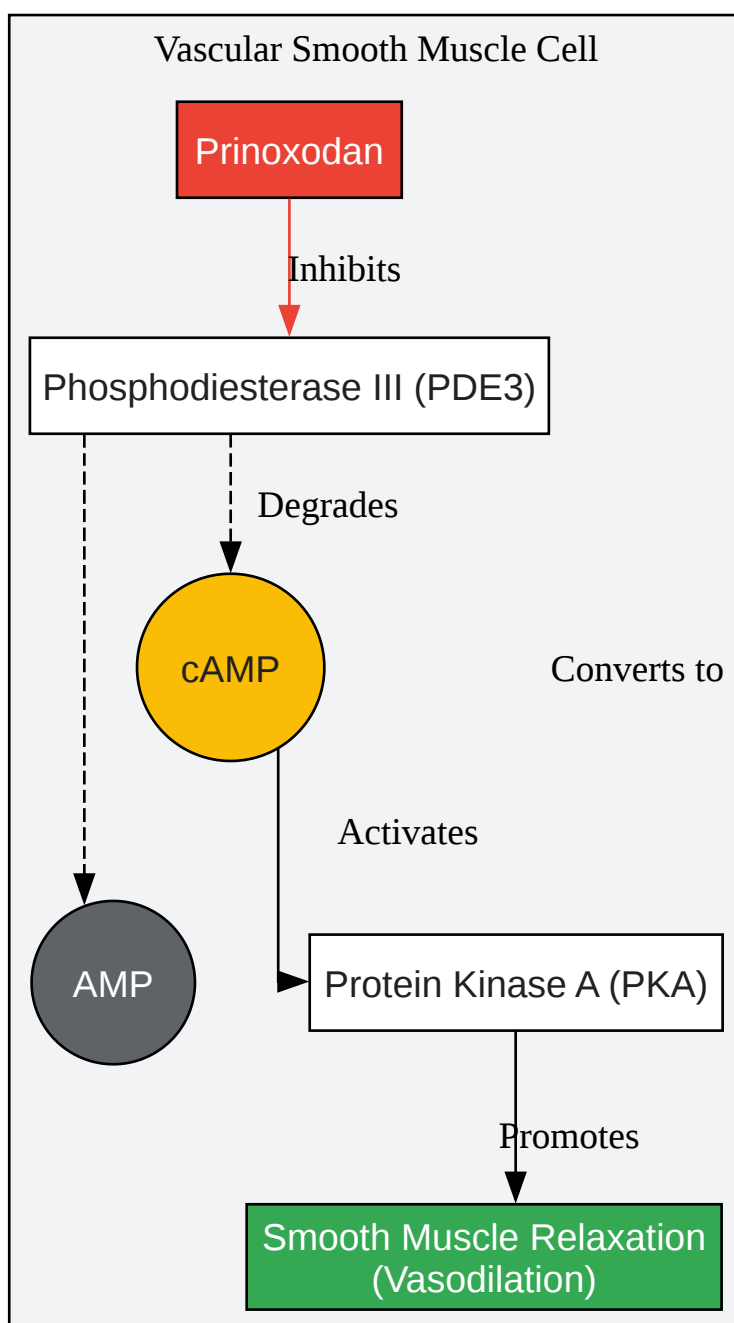 Vascular Smooth Muscle Cell
Prinoxodan
Inhibits
Phosphodiesterase III (PDE3)
Degrades
cAMP
Converts to
Activates
AMP
Protein Kinase A (PKA)
Promotes
Smooth Muscle Relaxation
(Vasodilation)